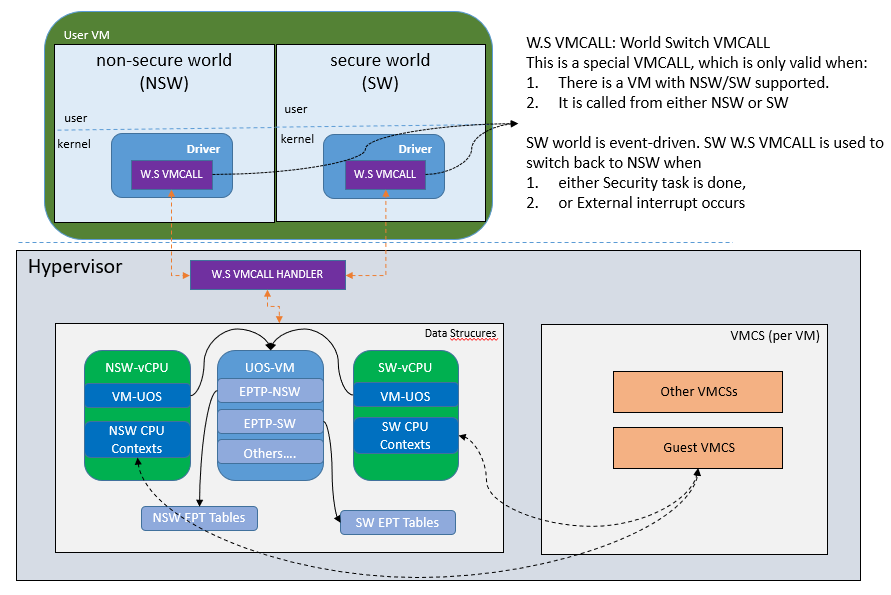 User VM
non-secure world
(NSW)
secure world
(SW)
user
user
kernel
kernel
Driver
Driver
W.S VMCALL
W.S VMCALL
W.S VMCALL: World Switch VMCALL
This is a special VMCALL, which is only valid when:
1. There is a VM with NSW/SW supported.
2. It is called from either NSW or SW
SW world is event-driven. SW W.S VMCALL is used to
switch back to NSW when
1. either Security task is done,
2. or External interrupt occurs
Hypervisor
W.S VMCALL HANDLER
Data Strucures
NSW-vCPU
VM-UOS
NSW CPU
Contexts
UOS-VM
EPTP-NSW
EPTP-SW
Others....
SW-vCPU
VM-UOS
SW CPU
Contexts
NSW EPT Tables
SW EPT Tables
VMCS (per VM)
Other VMCSs
Guest VMCS